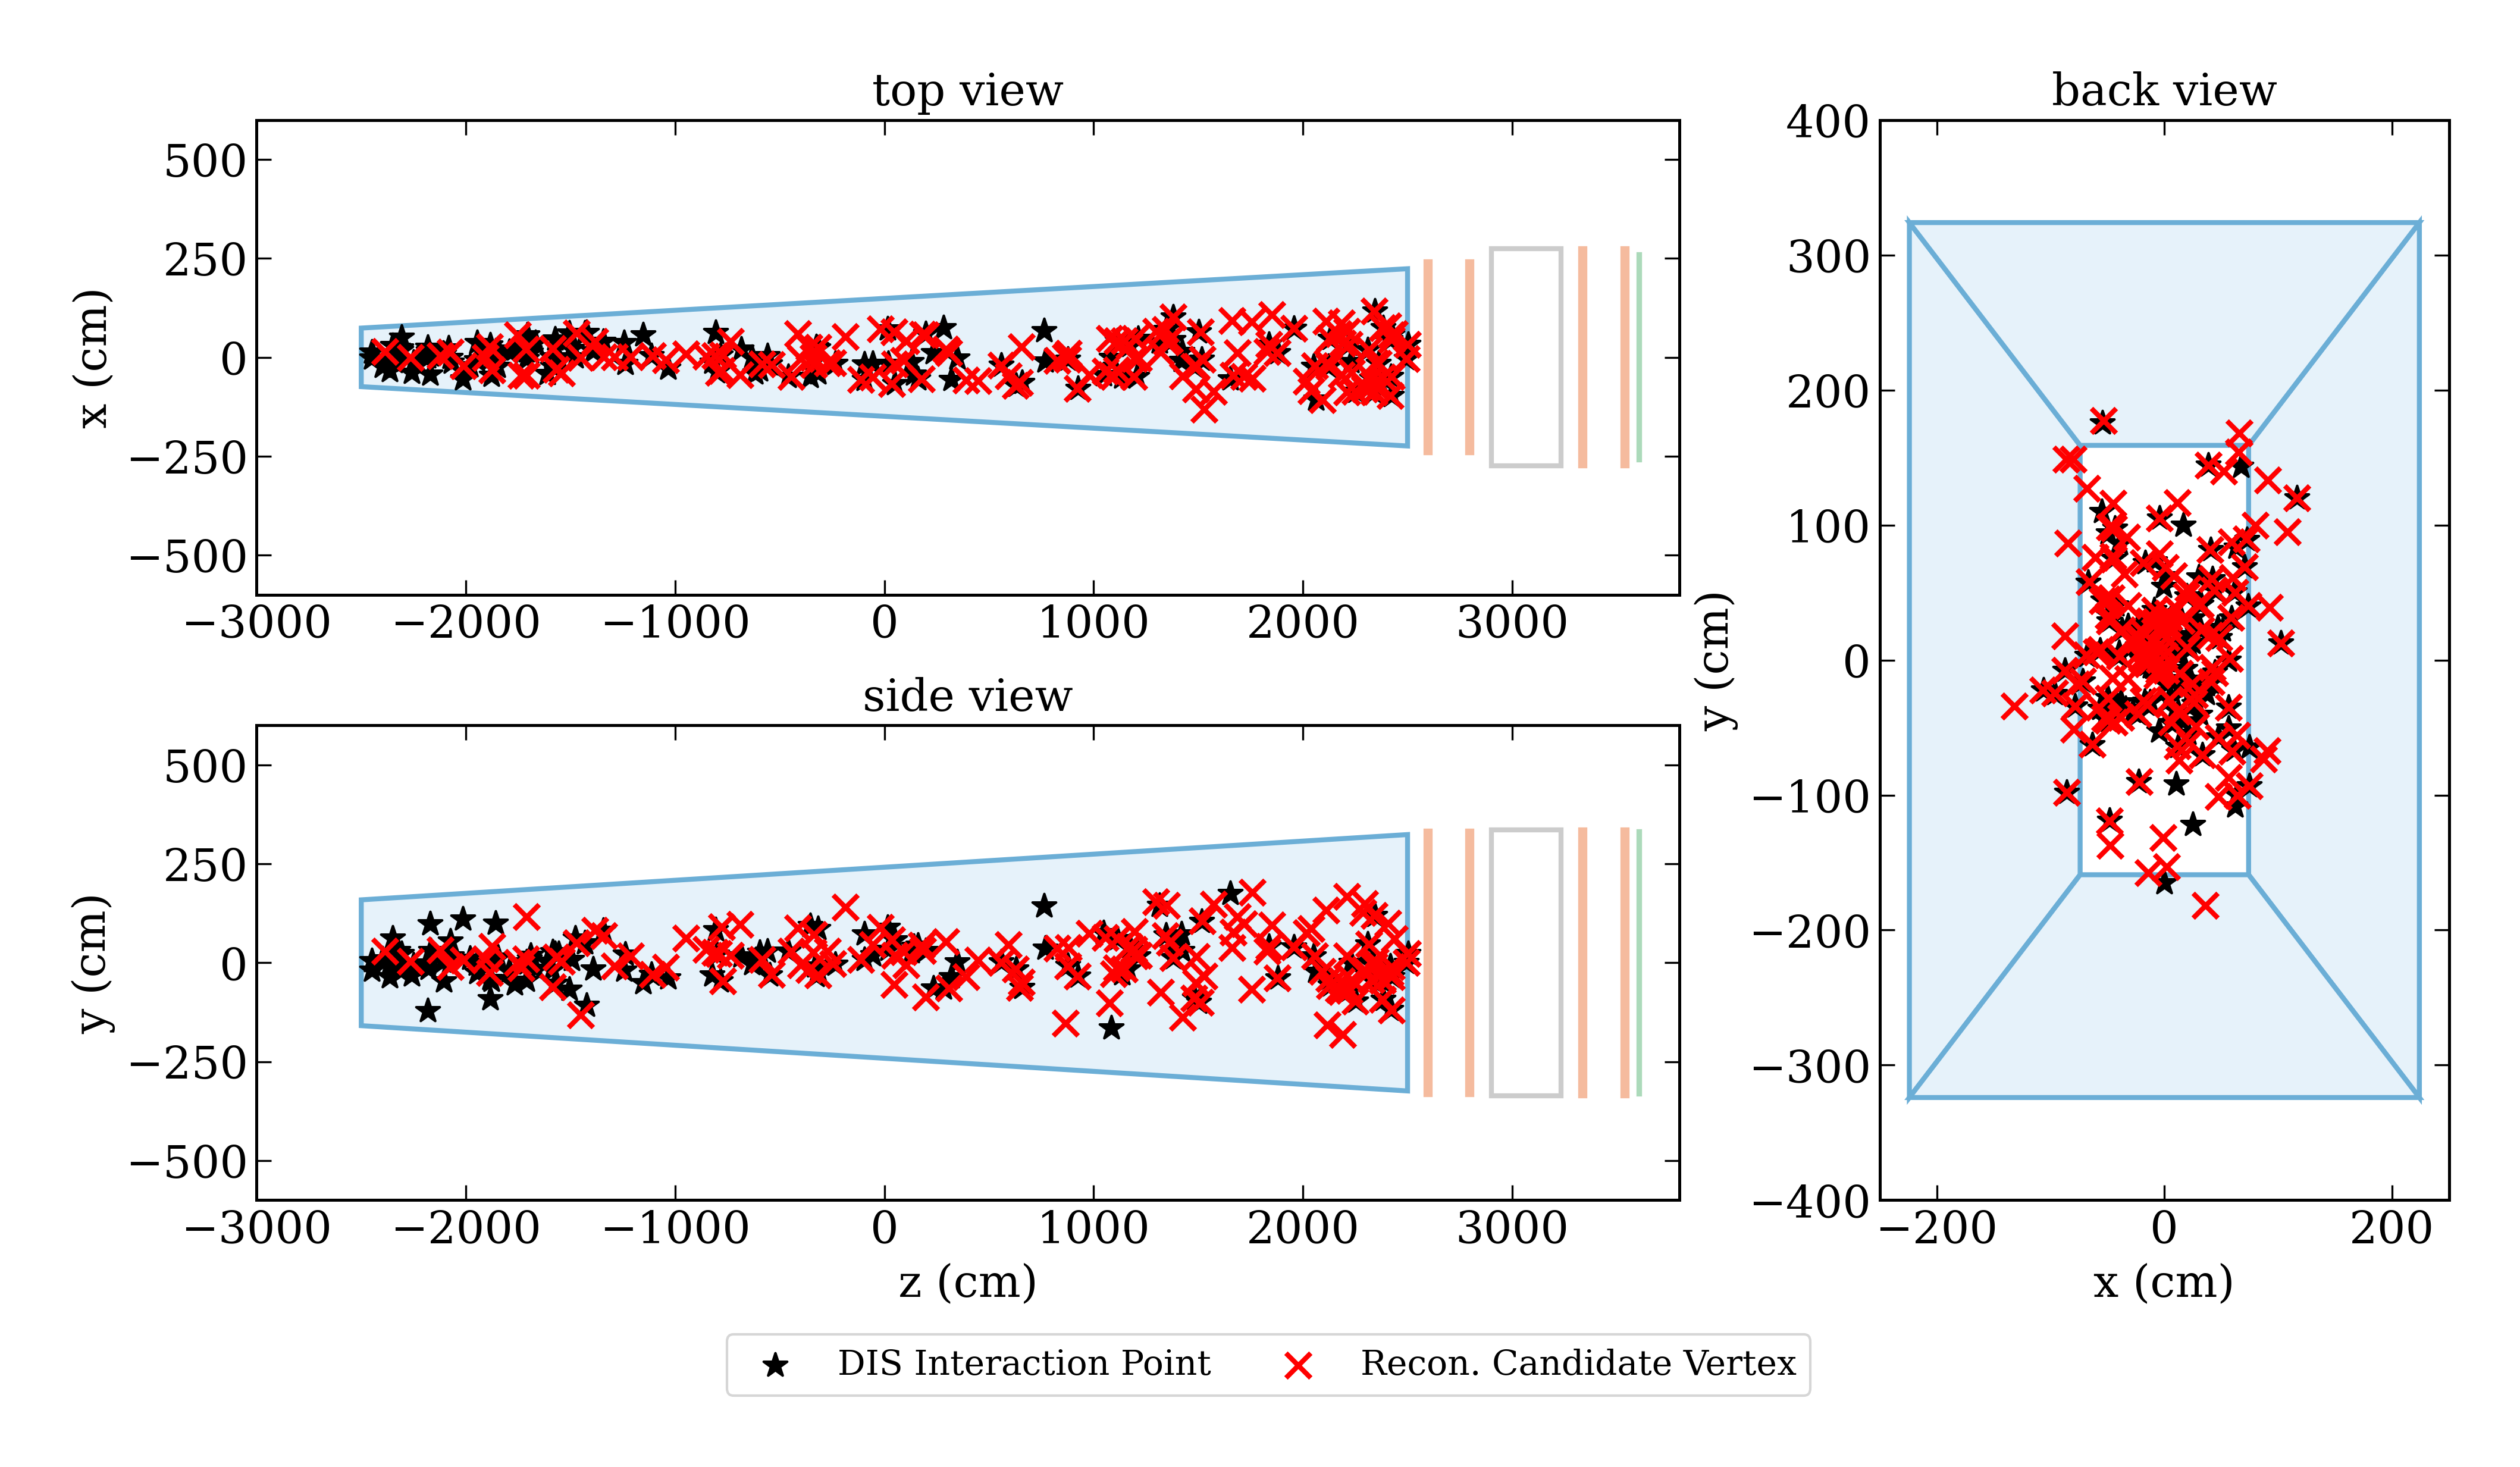 top view
500
250
0
−250
−500
x (cm)
−3000 −2000 −1000 0 1000 2000 3000
side view
500
250
0
−250
−500
y (cm)
−3000 −2000 −1000 0 1000 2000 3000
z (cm)
back view
400
300
200
100
0
−100
−200
−300
−400
y (cm)
−200 0 200
x (cm)
DIS Interaction Point Recon. Candidate Vertex